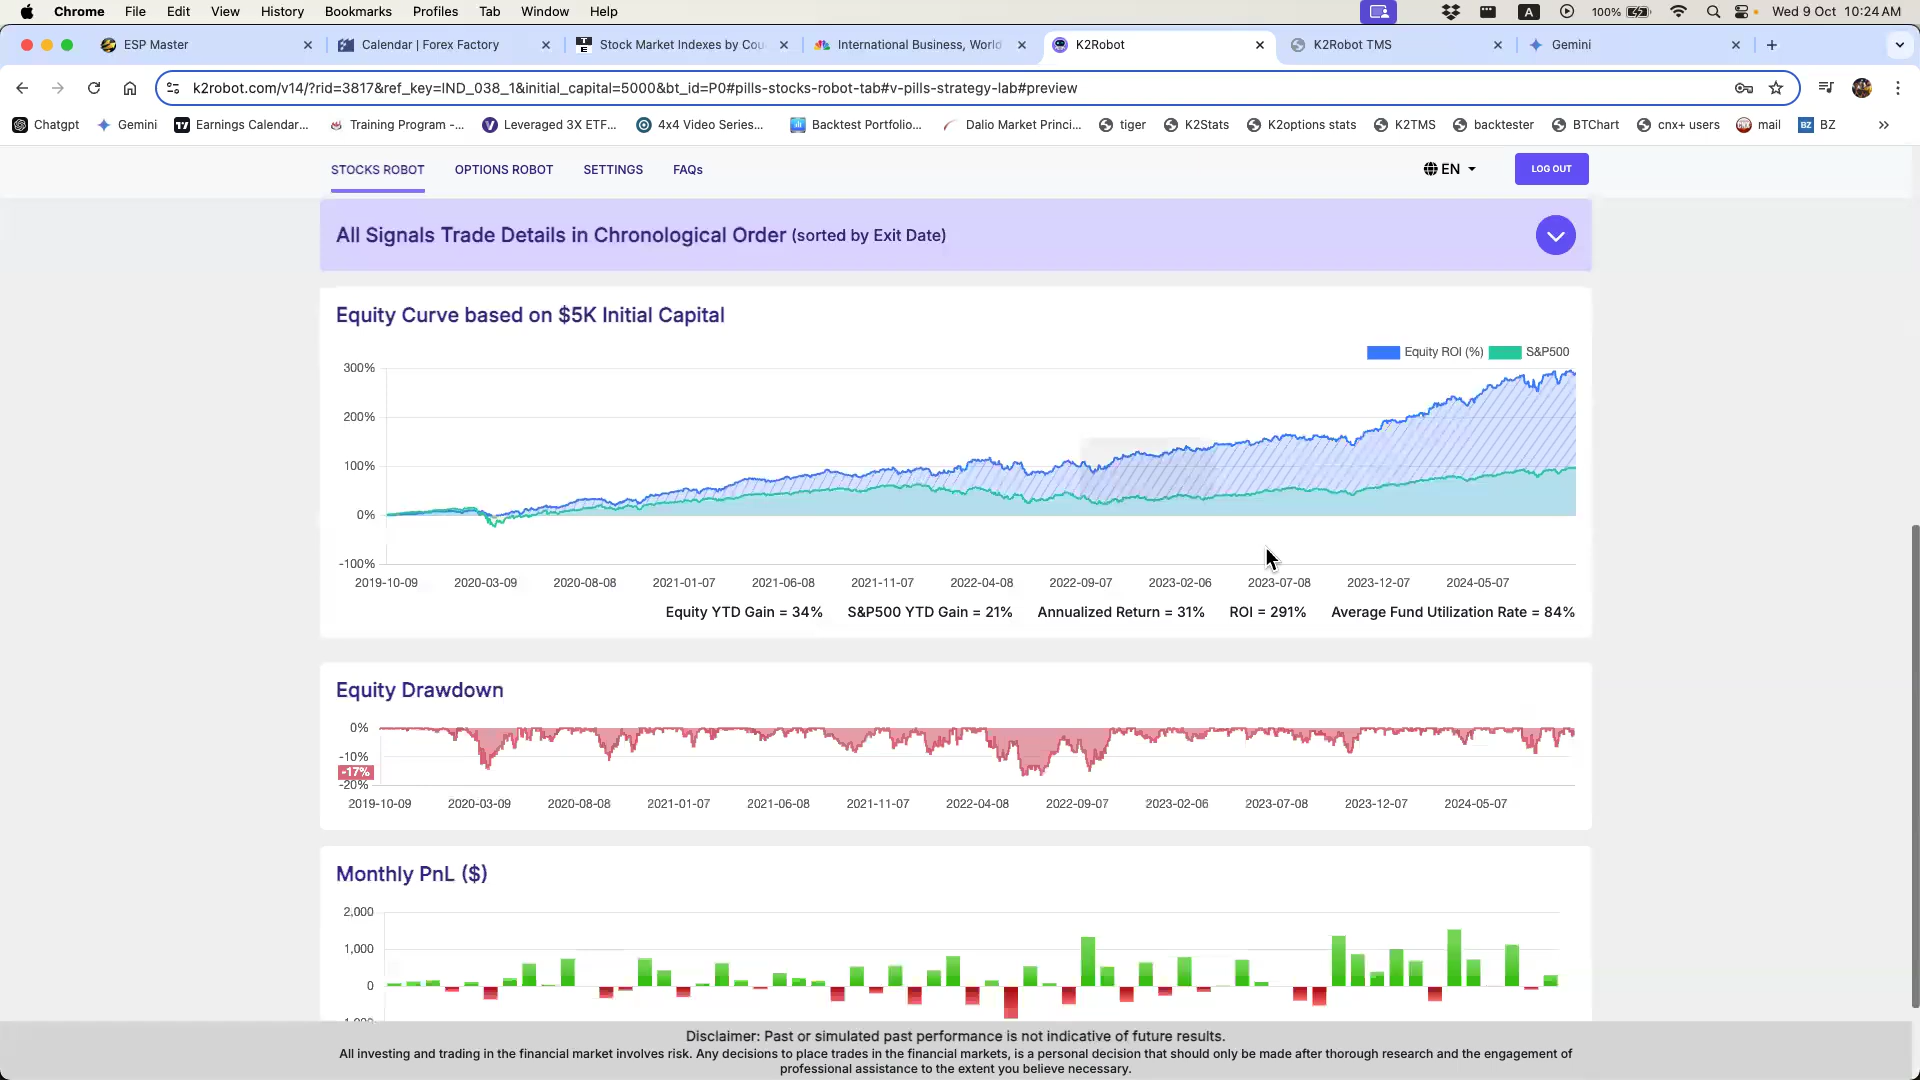 Chrome File Edit View History Bookmarks Profiles Tab Window Help A 100% Wed 9 Oct 10:24 AM
ESP Master
Calendar | Forex Factory
Stock Market Indexes by Cou
International Business, World
K2Robot
K2Robot TMS
Gemini
k2robot.com/v14/?rid=3817&ref_key=IND_038_1&initial_capital=5000&bt_id=P0#pills-stocks-robot-tab#v-pills-strategy-lab#preview
Chatgpt Gemini Earnings Calendar... Training Program -... Leveraged 3X ETF... 4x4 Video Series... Backtest Portfolio... Dalio Market Princi... tiger K2Stats K2options stats K2TMS backtester BTChart cnx+ users mail BZ BZ
STOCKS ROBOT OPTIONS ROBOT SETTINGS FAQs EN LOG OUT
All Signals Trade Details in Chronological Order (sorted by Exit Date)
Equity Curve based on $5K Initial Capital
Equity ROI (%) S&P500
300%
200%
100%
0%
-100%
2019-10-09 2020-03-09 2020-08-08 2021-01-07 2021-06-08 2021-11-07 2022-04-08 2022-09-07 2023-02-06 2023-07-08 2023-12-07 2024-05-07
Equity YTD Gain = 34% S&P500 YTD Gain = 21% Annualized Return = 31% ROI = 291% Average Fund Utilization Rate = 84%
Equity Drawdown
0%
-10%
-17%
-20%
2019-10-09 2020-03-09 2020-08-08 2021-01-07 2021-06-08 2021-11-07 2022-04-08 2022-09-07 2023-02-06 2023-07-08 2023-12-07 2024-05-07
Monthly PnL ($)
2,000
1,000
0
Disclaimer: Past or simulated past performance is not indicative of future results.
All investing and trading in the financial market involves risk. Any decisions to place trades in the financial markets, is a personal decision that should only be made after thorough research and the engagement of
professional assistance to the extent you believe necessary.